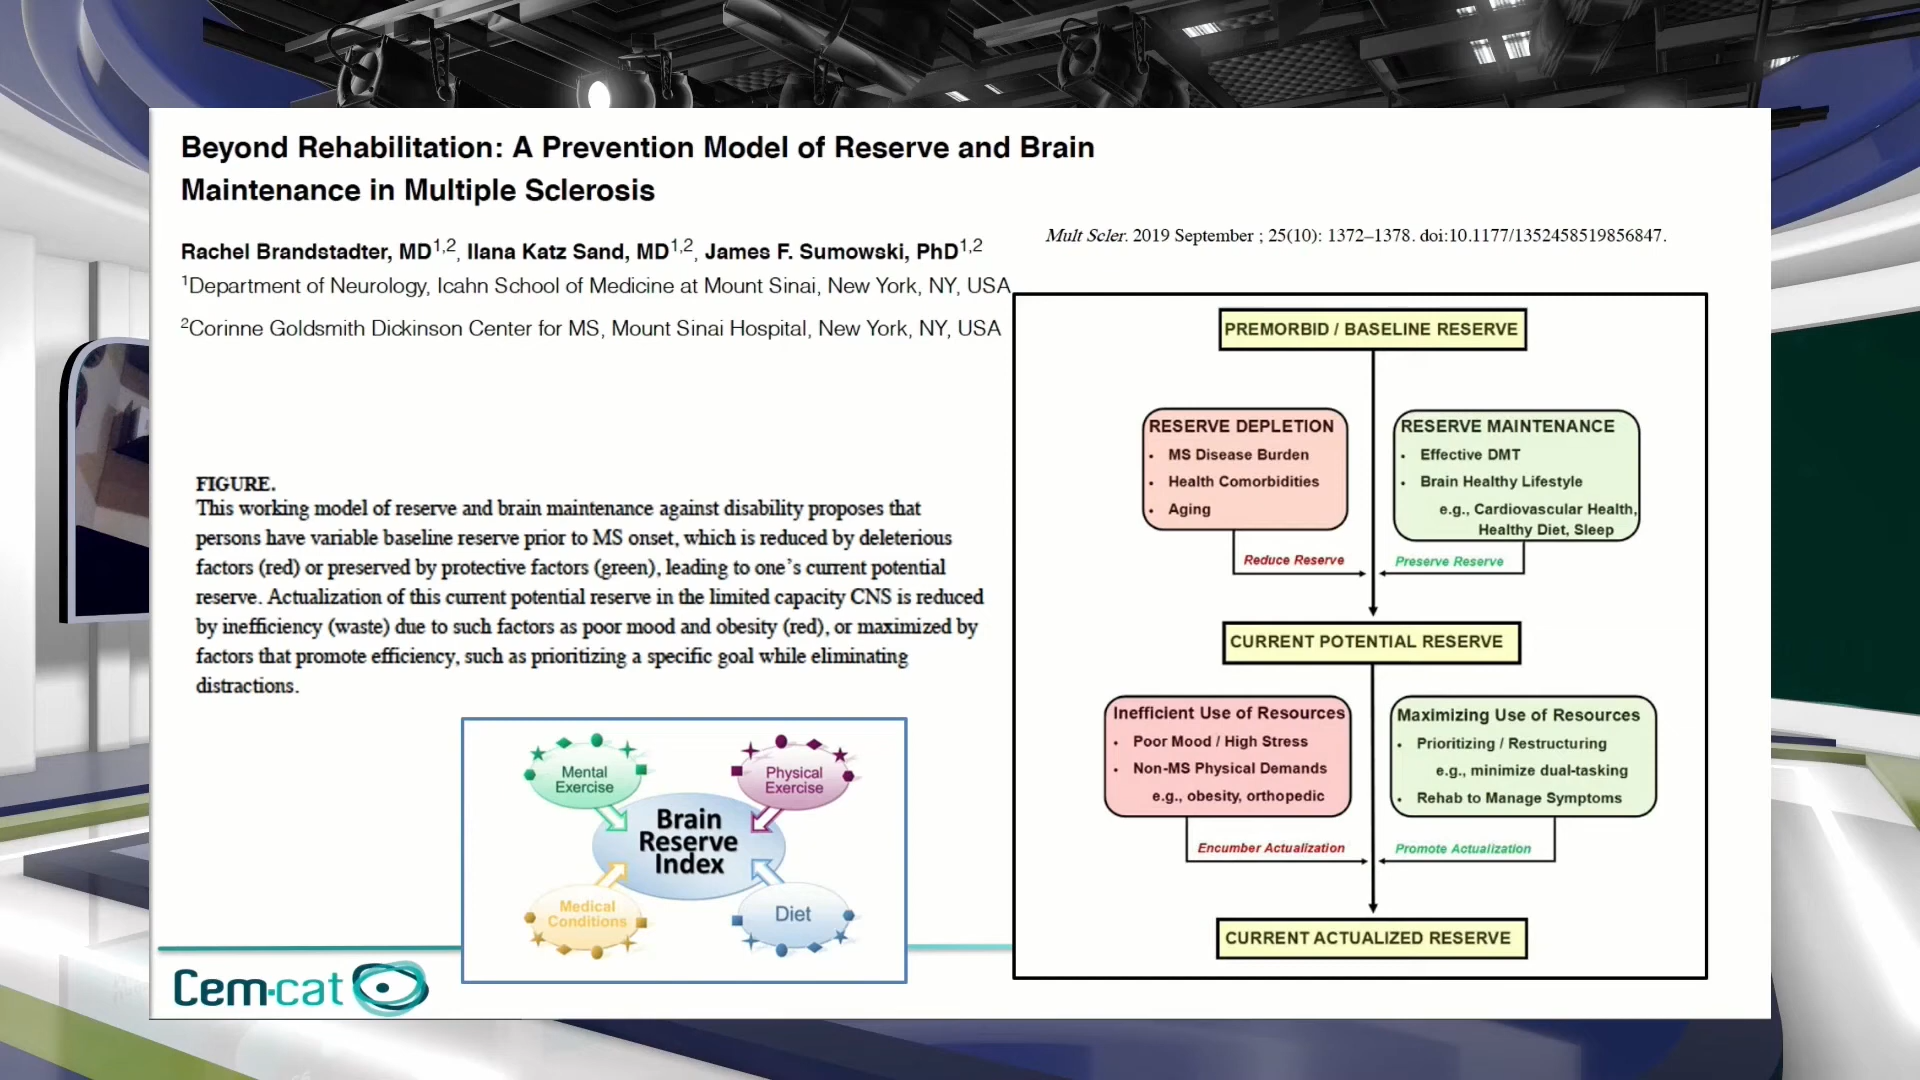 Beyond Rehabilitation: A Prevention Model of Reserve and Brain
Maintenance in Multiple Sclerosis
Rachel Brandstadter, MD1,2, Ilana Katz Sand, MD1,2, James F. Sumowski, PhD1,2
1Department of Neurology, Icahn School of Medicine at Mount Sinai, New York, NY, USA
2Corinne Goldsmith Dickinson Center for MS, Mount Sinai Hospital, New York, NY, USA
Mult Scler. 2019 September ; 25(10): 1372–1378. doi:10.1177/1352458519856847.
FIGURE.
This working model of reserve and brain maintenance against disability proposes that
persons have variable baseline reserve prior to MS onset, which is reduced by deleterious
factors (red) or preserved by protective factors (green), leading to one's current potential
reserve. Actualization of this current potential reserve in the limited capacity CNS is reduced
by inefficiency (waste) due to such factors as poor mood and obesity (red), or maximized by
factors that promote efficiency, such as prioritizing a specific goal while eliminating
distractions.
Mental
Exercise
Physical
Exercise
Brain
Reserve
Index
Medical
Conditions
Diet
Cem-cat
PREMORBID / BASELINE RESERVE
RESERVE DEPLETION
• MS Disease Burden
• Health Comorbidities
• Aging
Reduce Reserve
RESERVE MAINTENANCE
• Effective DMT
• Brain Healthy Lifestyle
e.g., Cardiovascular Health,
Healthy Diet, Sleep
Preserve Reserve
CURRENT POTENTIAL RESERVE
Inefficient Use of Resources
• Poor Mood / High Stress
• Non-MS Physical Demands
e.g., obesity, orthopedic
Encumber Actualization
Maximizing Use of Resources
• Prioritizing / Restructuring
e.g., minimize dual-tasking
• Rehab to Manage Symptoms
Promote Actualization
CURRENT ACTUALIZED RESERVE